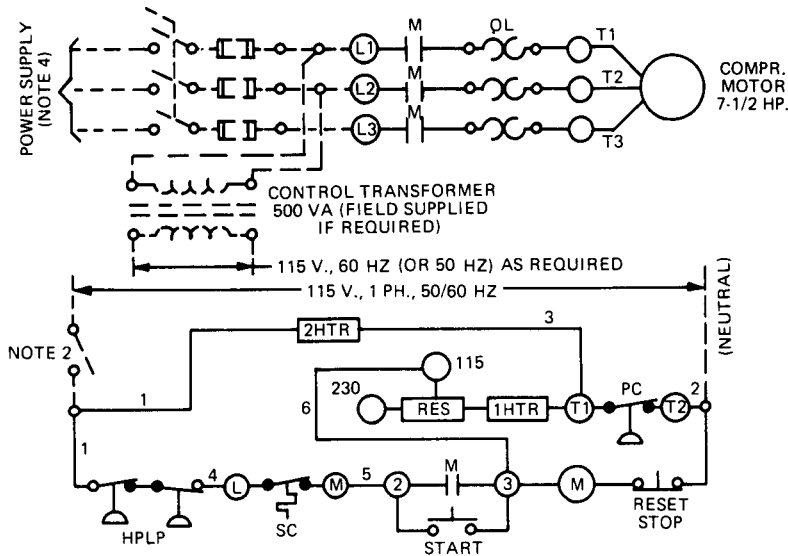 M OL T1
L1
POWER SUPPLY
(NOTE 4)
M T2
L2
COMPR.
MOTOR
7-1/2 HP.
M
L3
T3
CONTROL TRANSFORMER
500 VA (FIELD SUPPLIED
IF REQUIRED)
115 V., 60 HZ (OR 50 HZ) AS REQUIRED
115 V., 1 PH., 50/60 HZ
(NEUTRAL)
NOTE 2
2HTR
3
115
230
6
RES
1HTR
T1
PC
T2
2
1
1
4
L
SC
M
5
2
M
3
M
HPLP
START
RESET
STOP